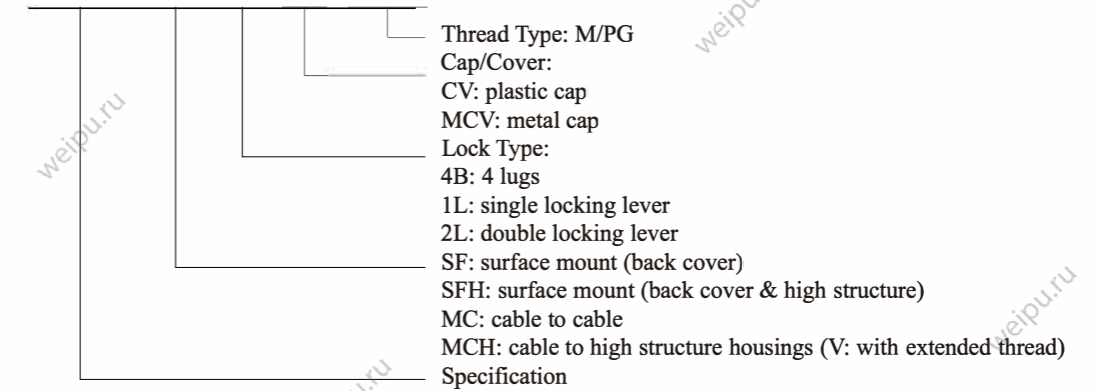 Thread Type: M/PG
weipu
Cap/Cover:
CV: plastic cap
MCV: metal cap
weipu.ru
Lock Type:
4B: 4 lugs
1L: single locking lever
2L: double locking lever
SF: surface mount (back cover)
SFH: surface mount (back cover & high structure)
MC: cable to cable
weipu.ru
MCH: cable to high structure housings (V: with extended thread)
Specification
.ru